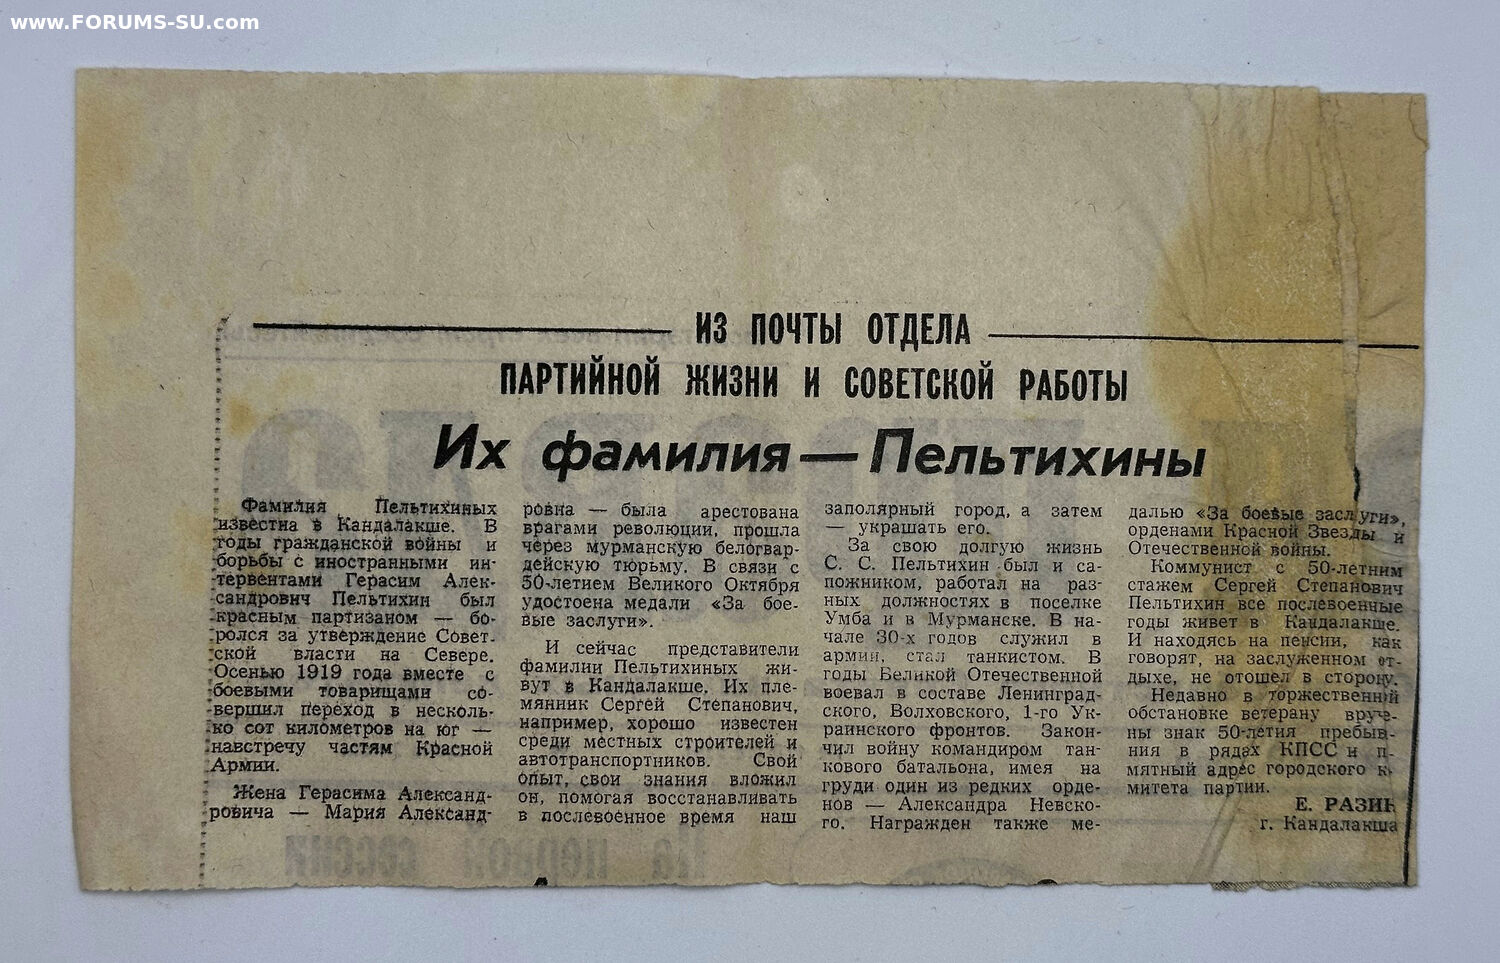 www.FORUMS-SU.com
ИЗ ПОЧТЫ ОТДЕЛА
ПАРТИЙНОЙ ЖИЗНИ И СОВЕТСКОЙ РАБОТЫ
Их фамилия — Пельтихины
Фамилия Пельтихиных
известна в Кандалакше. В
годы гражданской войны и
борьбы с иностранными ин-
тервентами Герасим Алек-
сандрович Пельтихин был
красным партизаном — бо-
ролся за утверждение Совет-
ской власти на Севере.
Осенью 1919 года вместе с
боевыми товарищами со-
вершил переход в несколь-
ко сот километров на юг —
навстречу частям Красной
Армии.
Жена Герасима Александ-
ровича — Мария Александ-
ровна — была арестована
врагами революции, прошла
через мурманскую белогвар-
дейскую тюрьму. В связи с
50-летием Великого Октября
удостоена медали «За бое-
вые заслуги».
И сейчас представители
фамилии Пельтихиных жи-
вут в Кандалакше. Их пле-
мянник Сергей Степанович,
например, хорошо известен
среди местных строителей и
автотранспортников. Свой
опыт, свои знания вложил
он, помогая восстанавливать
в послевоенное время наш
заполярный город, а затем
— украшать его.
За свою долгую жизнь
С. С. Пельтихин был и са-
пожником, работал на раз-
ных должностях в поселке
Умба и в Мурманске. В на-
чале 30-х годов служил в
армии, стал танкистом. В
годы Великой Отечественной
воевал в составе Ленинград-
ского, Волховского, 1-го Ук-
раинского фронтов. Закон-
чил войну командиром тан-
кового батальона, имея на
груди один из редких орде-
нов — Александра Невско-
го. Награжден также ме-
далью «За боевые заслуги»,
орденами Красной Звезды и
Отечественной войны.
Коммунист с 50-летним
стажем Сергей Степанович
Пельтихин все послевоенные
годы живет в Кандалакше.
И находясь на пенсии, как
говорят, на заслуженном от-
дыхе, не отошел в сторону.
Недавно в торжественной
обстановке ветерану вруче-
ны знак 50-летия пребыв-
ния в рядах КПСС и п-
мятный адрес городского к-
митета партии.
Е. РАЗИН
г. Кандалакша